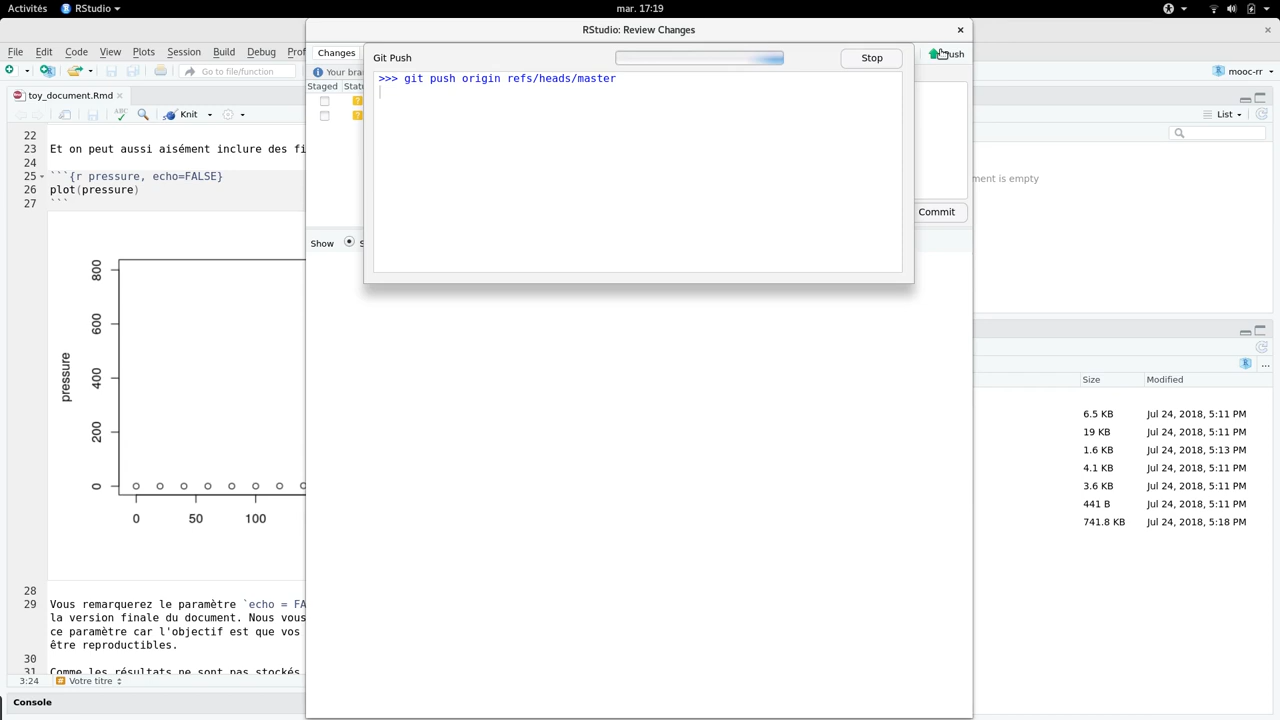 Activités RStudio mar. 17:19
RStudio: Review Changes
File Edit Code View Plots Session Build Debug
Changes
Git Push Stop
Go to file/function
Your bran
mooc-rr
Staged
>>> git push origin refs/heads/master
toy_document.Rmd
Knit
List
22
23 Et on peut aussi aisément inclure des fi
24
25 ```{r pressure, echo=FALSE}
26 plot(pressure)
27 ```
ment is empty
Commit
Show
pressure
800
600
400
200
0
0 50 100
Size Modified
6.5 KB Jul 24, 2018, 5:11 PM
19 KB Jul 24, 2018, 5:11 PM
1.6 KB Jul 24, 2018, 5:13 PM
4.1 KB Jul 24, 2018, 5:11 PM
3.6 KB Jul 24, 2018, 5:11 PM
441 B Jul 24, 2018, 5:11 PM
741.8 KB Jul 24, 2018, 5:18 PM
28
29 Vous remarquerez le paramètre `echo = FA
la version finale du document. Nous vous
ce paramètre car l'objectif est que vos
être reproductibles.
30
31 Comme les résultats ne sont pas stockés
3:24 Votre titre
Console